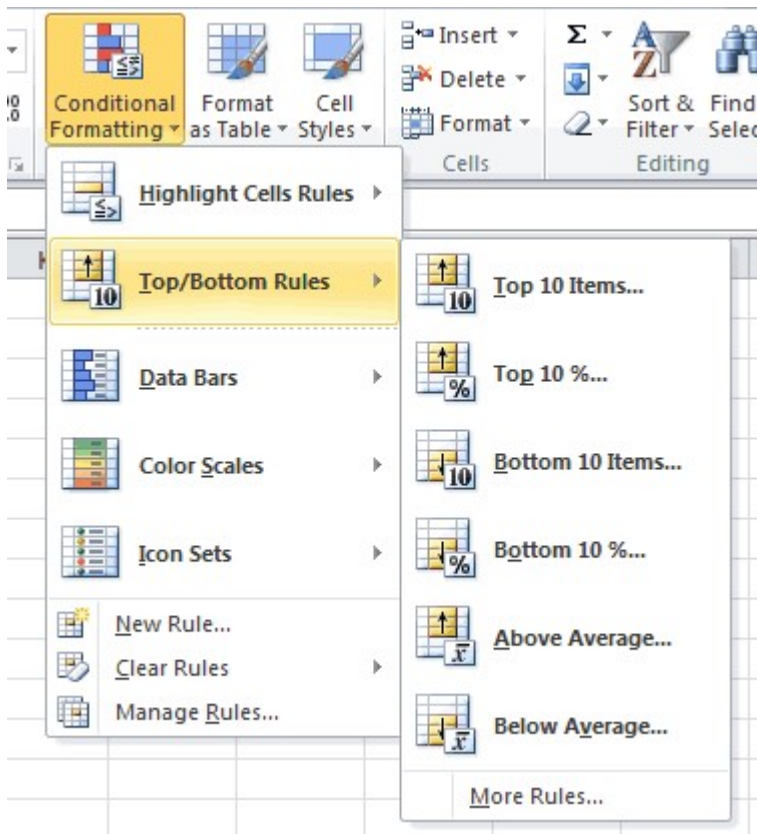 Conditional Formatting
Format as Table
Cell Styles
Insert
Delete
Format
Cells
Σ
Sort & Filter
Find
Editing
Highlight Cells Rules
Top/Bottom Rules
Data Bars
Color Scales
Icon Sets
New Rule...
Clear Rules
Manage Rules...
Top 10 Items...
Top 10 %...
Bottom 10 Items...
Bottom 10 %...
Above Average...
Below Average...
More Rules...